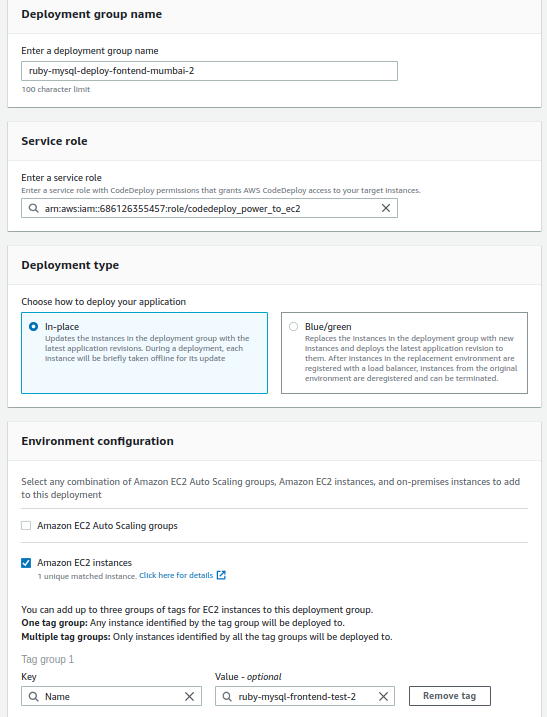 Deployment group name
Enter a deployment group name
ruby-mysql-deploy-fontend-mumbai-2
100 character limit
Service role
Enter a service role
Enter a service role with CodeDeploy permissions that grants AWS CodeDeploy access to your target instances.
arn:aws:iam::686126355457:role/codedeploy_power_to_ec2
Deployment type
Choose how to deploy your application
In-place
Updates the instances in the deployment group with the
latest application revisions. During a deployment, each
instance will be briefly taken offline for its update
Blue/green
Replaces the instances in the deployment group with new
instances and deploys the latest application revision to
them. After instances in the replacement environment are
registered with a load balancer, instances from the original
environment are deregistered and can be terminated.
Environment configuration
Select any combination of Amazon EC2 Auto Scaling groups, Amazon EC2 instances, and on-premises instances to add
to this deployment
Amazon EC2 Auto Scaling groups
Amazon EC2 instances
1 unique matched instance. Click here for details
You can add up to three groups of tags for EC2 instances to this deployment group.
One tag group: Any instance identified by the tag group will be deployed to.
Multiple tag groups: Only instances identified by all the tag groups will be deployed to.
Tag group 1
Key
Value - optional
Name
ruby-mysql-frontend-test-2
Remove tag